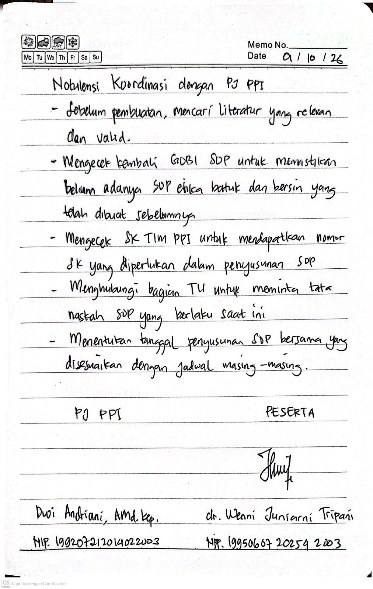 Memo No.
Mo Tu We Th Fr Sa Su
Date 9 / 10 / 26
Notulensi Koordinasi dengan PJ PPI
- Sebelum pembuatan, mencari literatur yang relevan
dan valid.
- Mengecek kembali GDBI SOP untuk memastikan
belum adanya SOP etika batuk dan bersin yang
telah dibuat sebelumnya
- Mengecek SK TIM PPI untuk mendapatkan nomor
SK yang diperlukan dalam penyusunan SOP
- Menghubungi bagian TU untuk meminta tata
naskah SOP yang berlaku saat ini
- Menentukan tanggal penyusunan SOP bersama yang
disesuaikan dengan jadwal masing-masing.
PJ PPI PESERTA
Dwi Andriani, Amd.kep. dr. Wenni Juniarni Tripani
NIP. 199207212014022003 NIP. 19950607 20254 2003